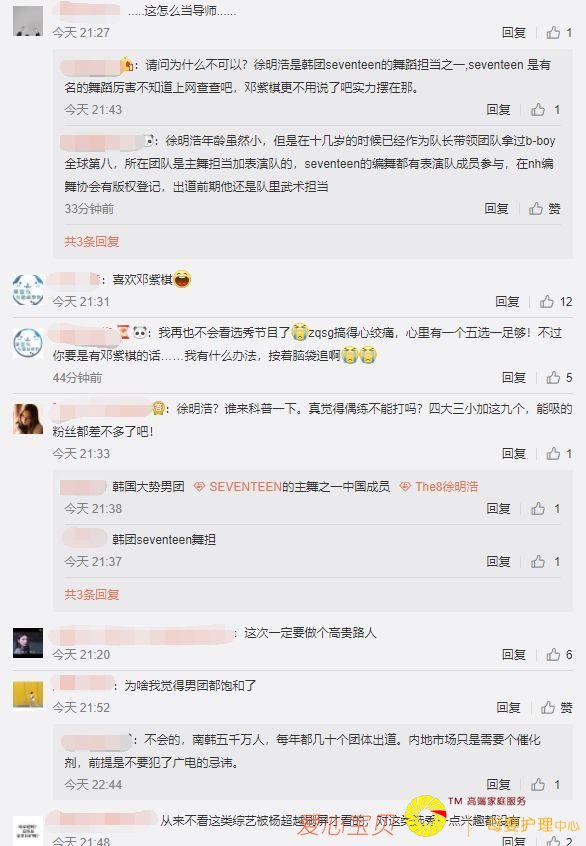 .....这怎么当导师......
今天 21:27 回复 1
：请问为什么不可以？徐明浩是韩团seventeen的舞蹈担当之一,seventeen 是有
名的舞蹈厉害不知道上网查查吧，邓紫棋更不用说了吧实力摆在那。
今天 21:43 回复 1
：徐明浩年龄虽然小，但是在十几岁的时候已经作为队长带领团队拿过b-boy
全球第八，所在团队是主舞担当加表演队的，seventeen的编舞都有表演队成员参与，在nh编
舞协会有版权登记，出道前期他还是队里武术担当
33分钟前 回复 赞
共3条回复
：喜欢邓紫棋
今天 21:31 回复 12
：我再也不会看选秀节目了zqsg搞得心绞痛，心里有一个五选一足够！不过
你要是有邓紫棋的话……我有什么办法，按着脑袋追啊
44分钟前 回复 5
：徐明浩？谁来科普一下。真觉得偶练不能打吗？四大三小加这九个，能吸的
粉丝都差不多了吧！
今天 21:33 回复 1
韩国大势男团 SEVENTEEN的主舞之一中国成员 The8徐明浩
今天 21:38 回复 1
韩团seventeen舞担
今天 21:37 回复 1
共3条回复
：这次一定要做个高贵路人
今天 21:20 回复 6
：为啥我觉得男团都饱和了
今天 21:52 回复 赞
：不会的，南韩五千万人，每年都几十个团体出道。内地市场只是需要个催化
剂，前提是不要犯了广电的忌讳。
今天 22:44 回复 1
从来不看这类综艺被杨超越刷屏才看的，对这类选秀一点兴趣都没有
今天 21:48 回复 2
爱心宝贝 TM 高端家庭服务
母婴护理中心